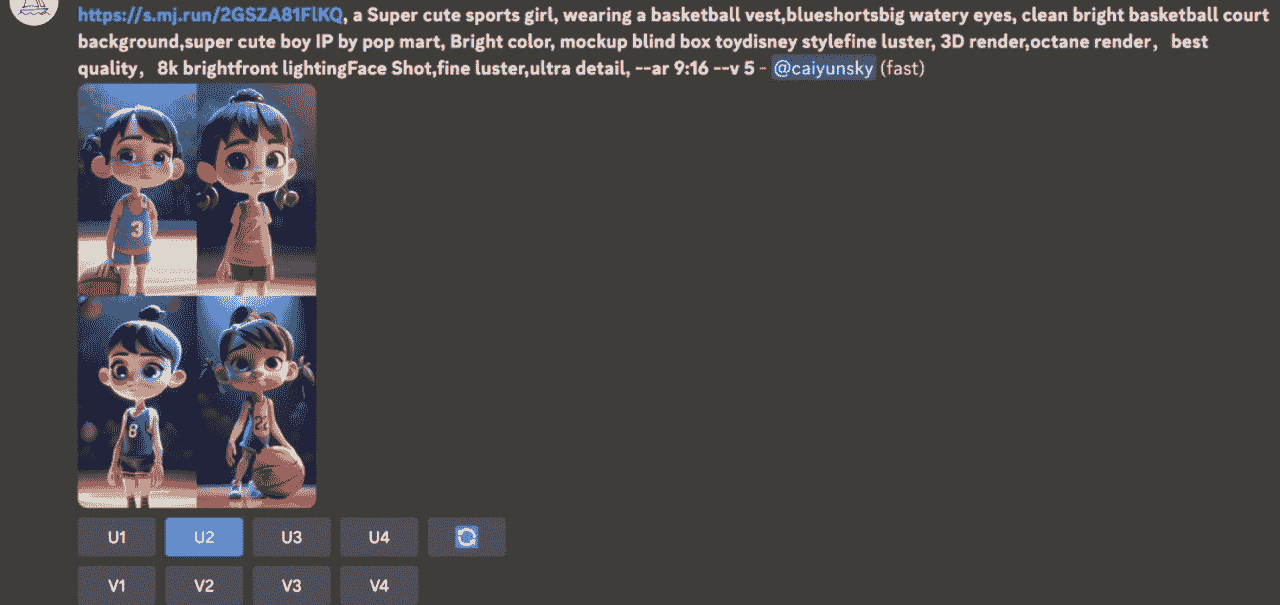 https://s.mj.run/2GSZA81FlKQ, a Super cute sports girl, wearing a basketball vest,blueshortsbig watery eyes, clean bright basketball court
background,super cute boy IP by pop mart, Bright color, mockup blind box toydisney stylefine luster, 3D render,octane render， best
quality， 8k brightfront lightingFace Shot,fine luster,ultra detail, --ar 9:16 --v 5 - @caiyunsky (fast)
3
8
22
U1 U2 U3 U4
V1 V2 V3 V4